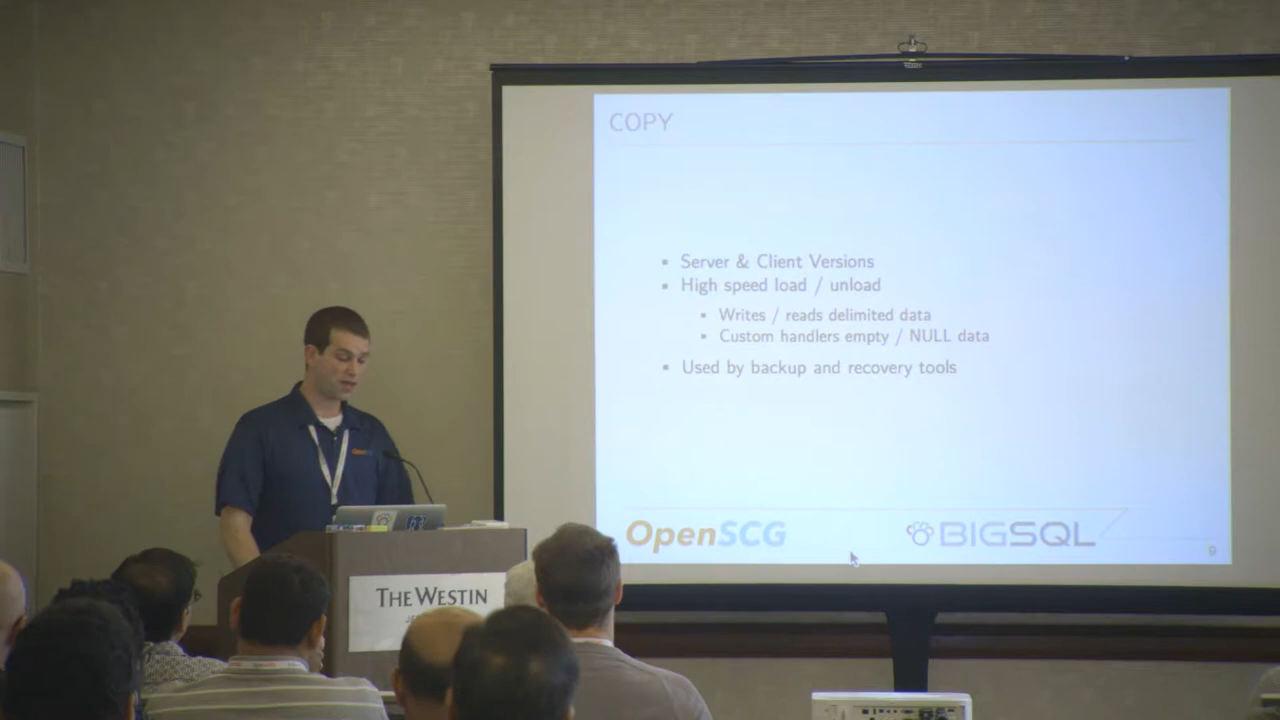 COPY
Server & Client Versions
High speed load / unload
Writes / reads delimited data
Custom handlers empty / NULL data
Used by backup and recovery tools
OpenSCG
BIGSQL
9
THE WESTIN